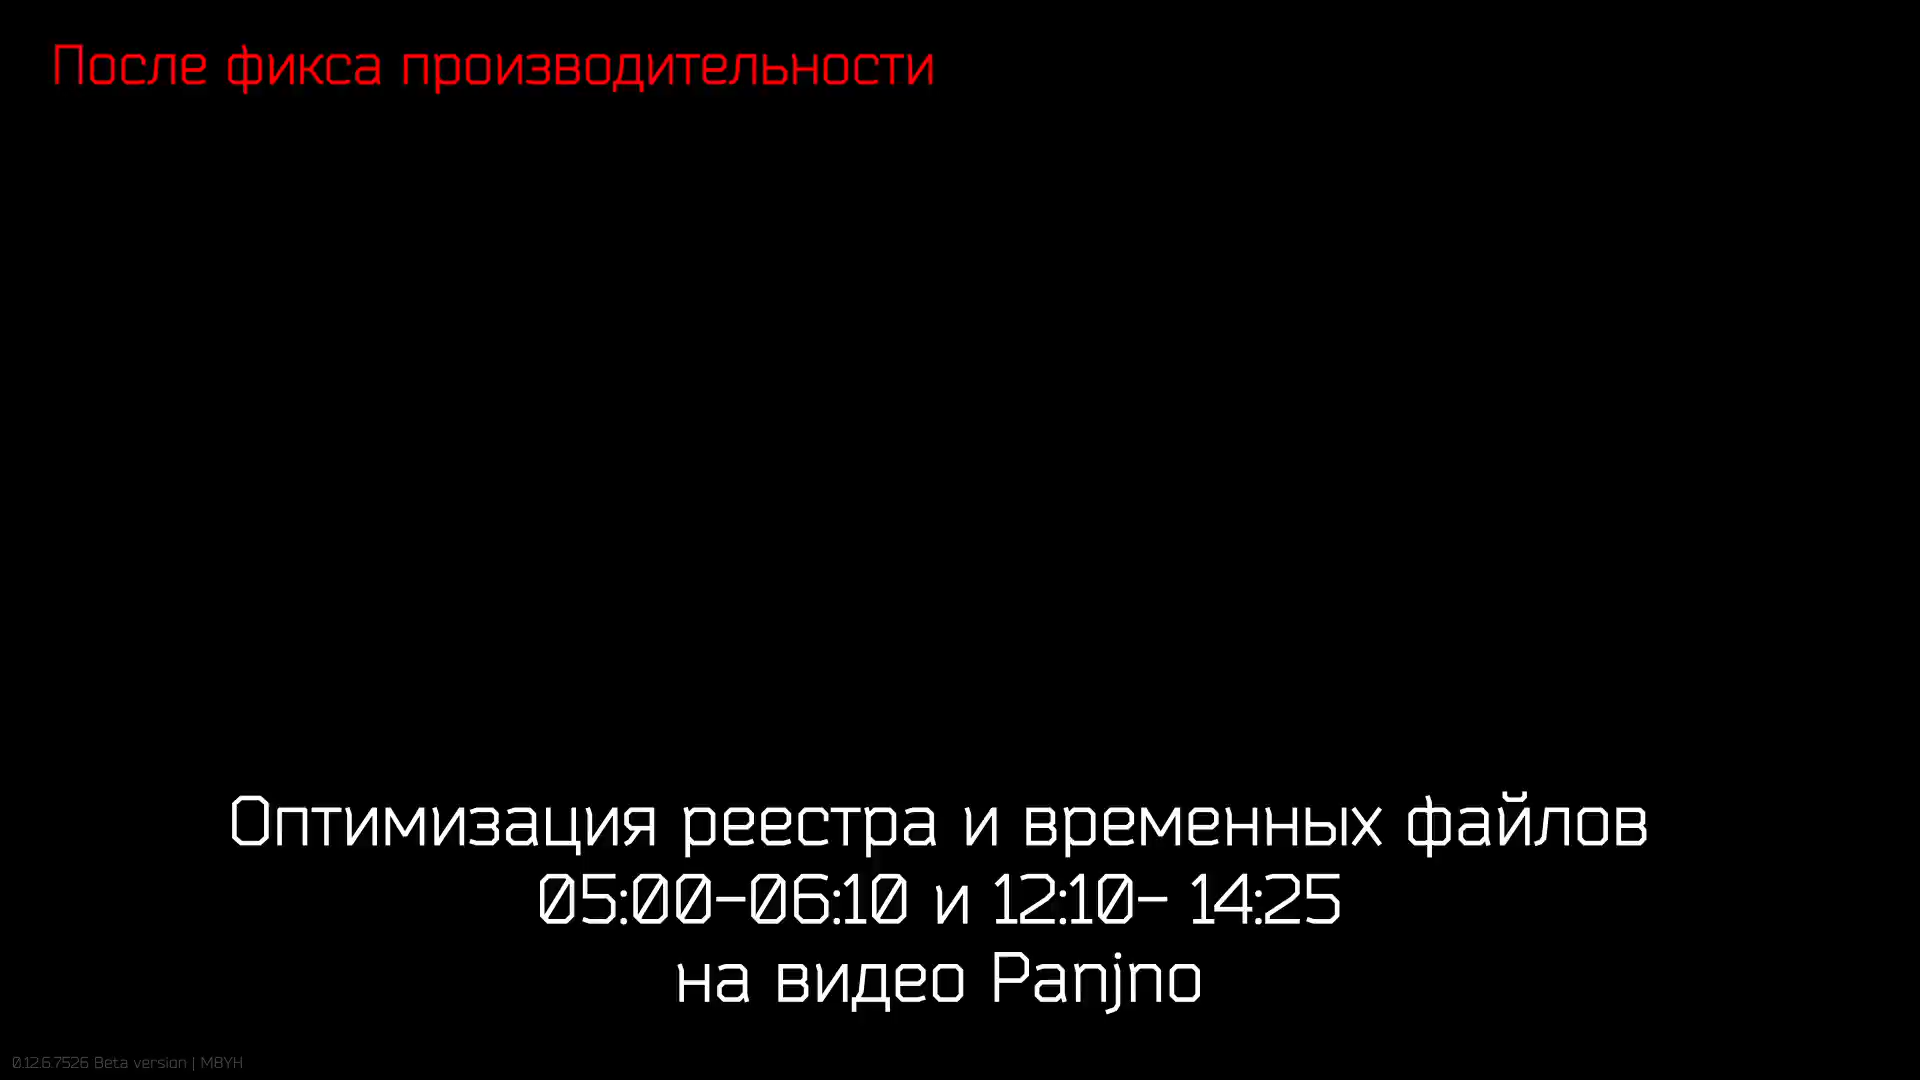 После фикса производительности
Оптимизация реестра и временных файлов
05:00-06:10 и 12:10- 14:25
на видео Panjno
0.12.6.7526 Beta version | M8YH